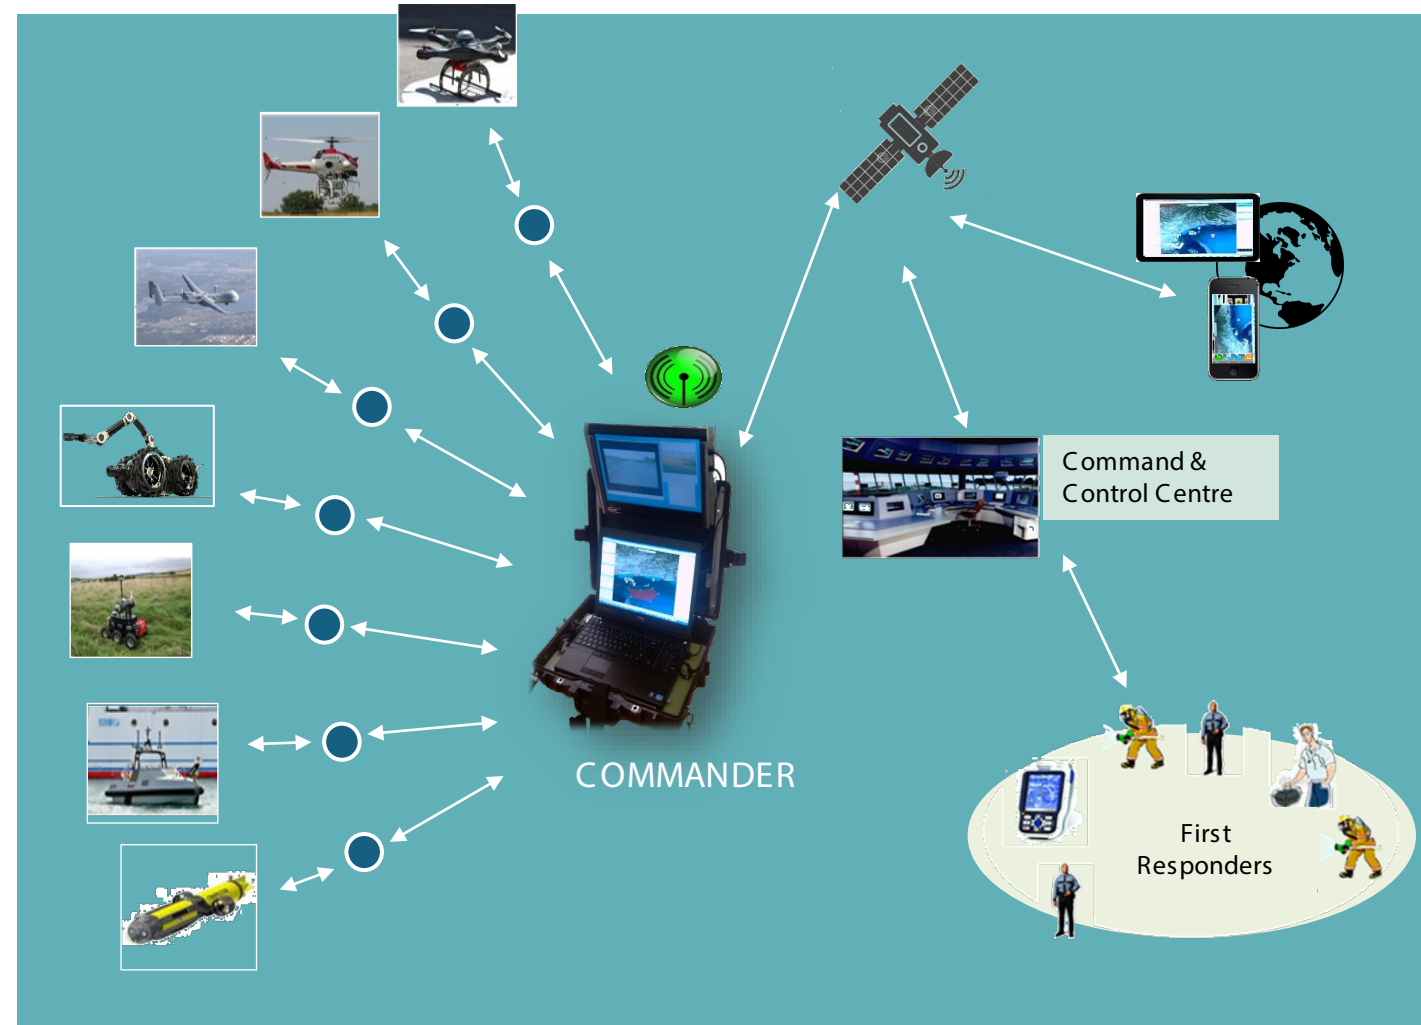 Command &
Control Centre
COMMANDER
First
Responders